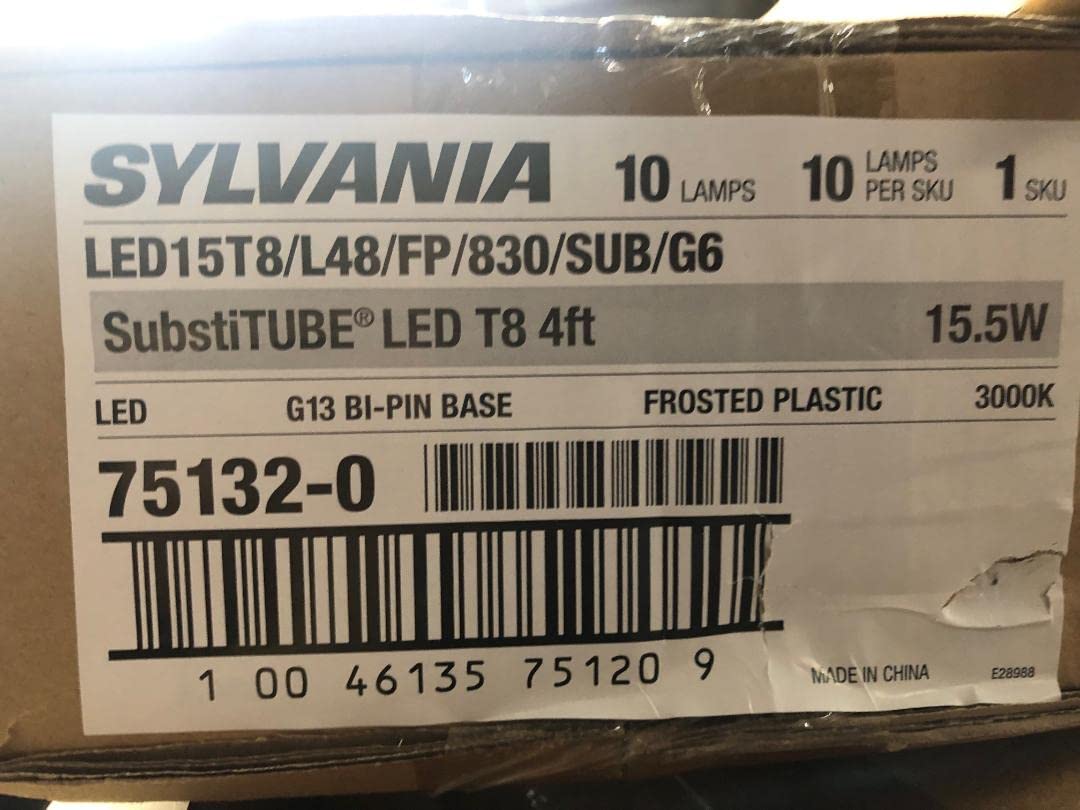 SYLVANIA 10 LAMPS 10 LAMPS PER SKU 1 SKU
LED15T8/L48/FP/830/SUB/G6
SubstiTUBE® LED T8 4ft 15.5W
LED G13 BI-PIN BASE FROSTED PLASTIC 3000K
75132-0
1 00 46135 75120 9
MADE IN CHINA E28988